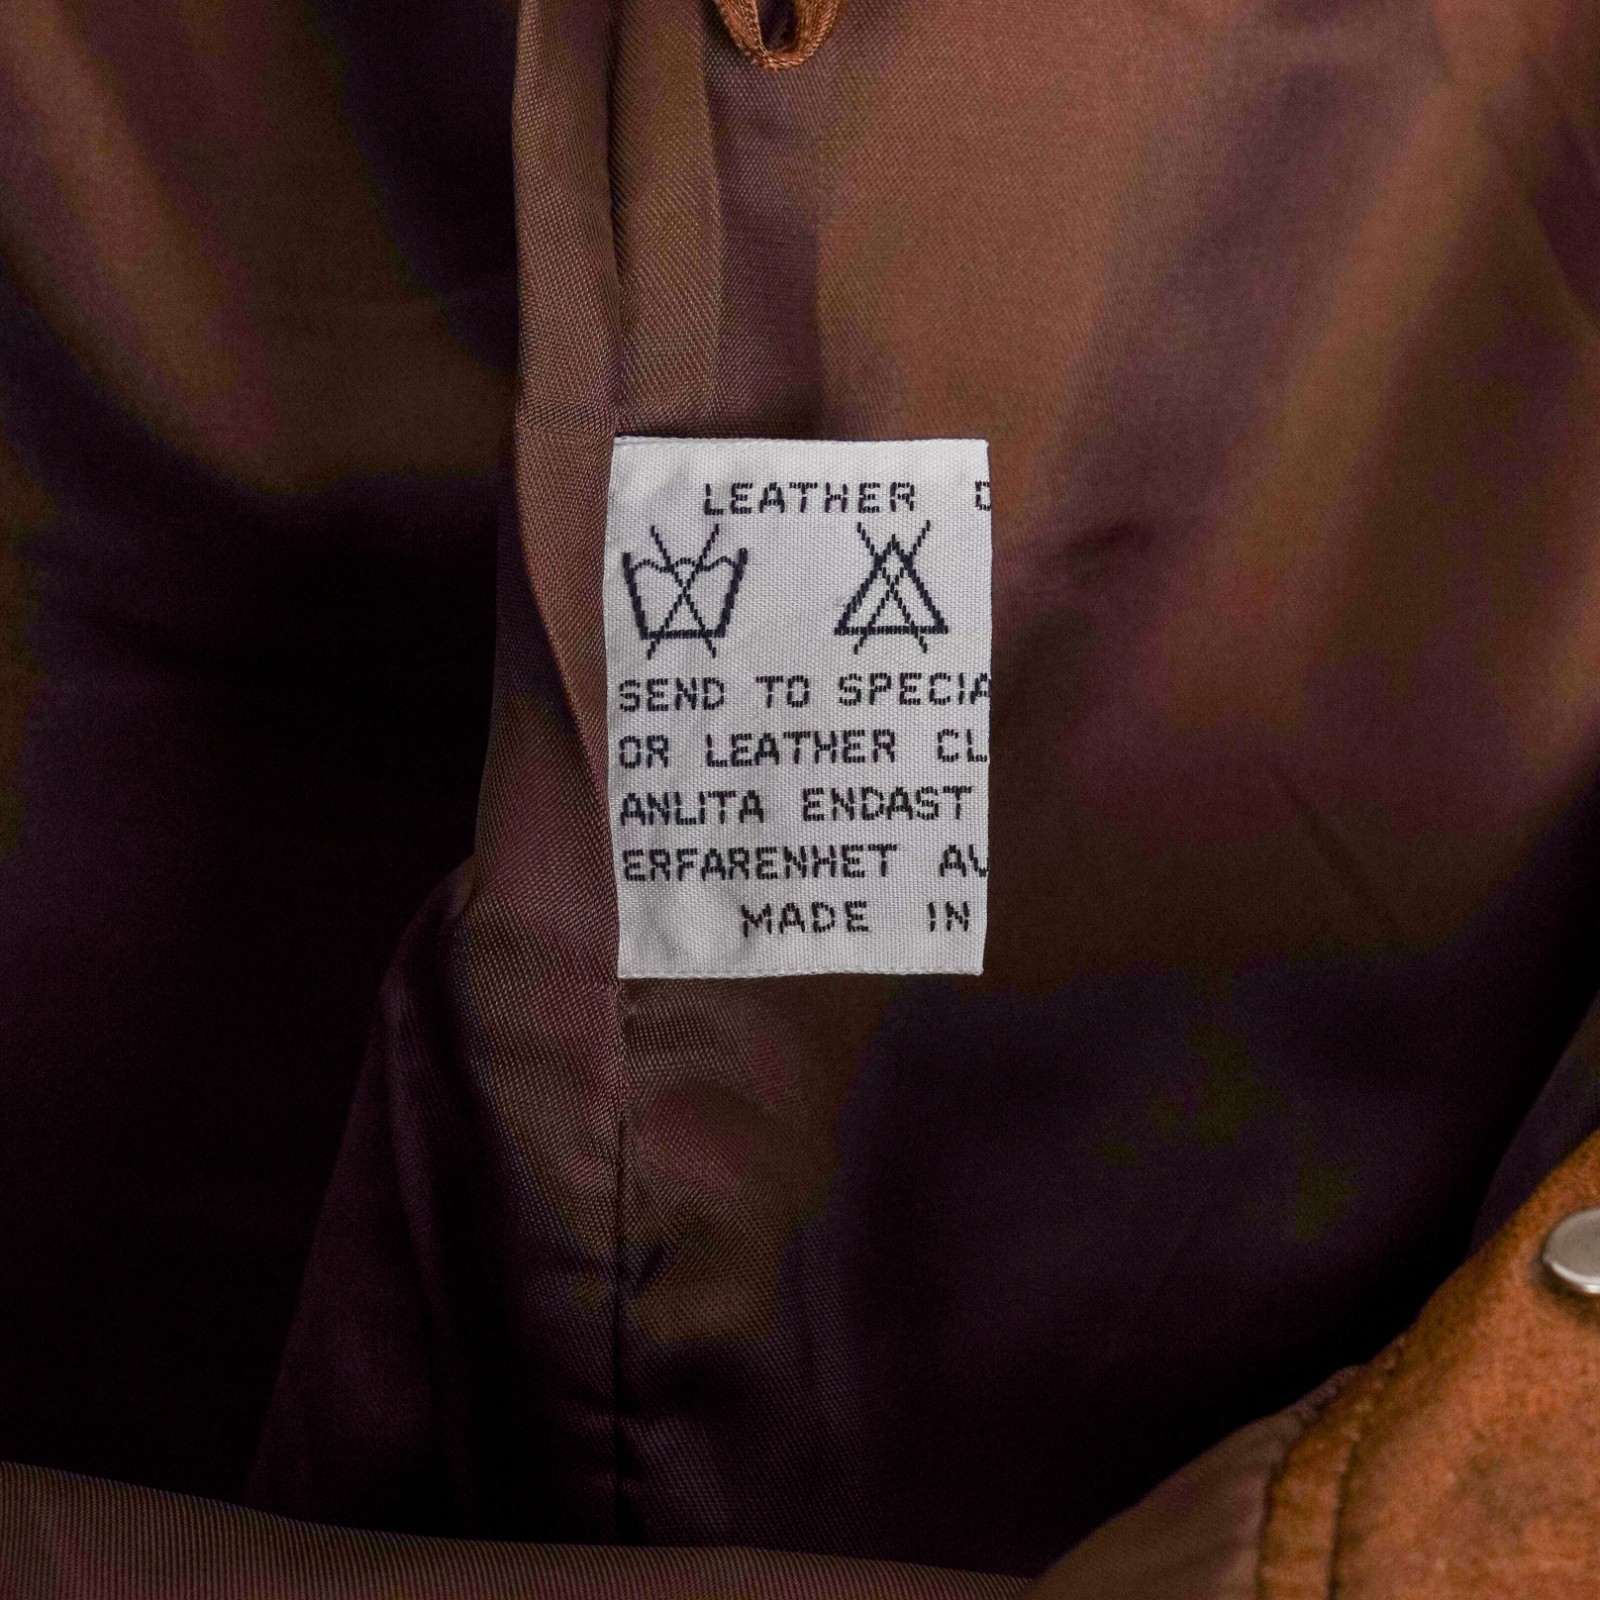 LEATHER D
SEND TO SPECIA
OR LEATHER CL
ANLITA ENDAST
ERFARENHET AV
MADE IN